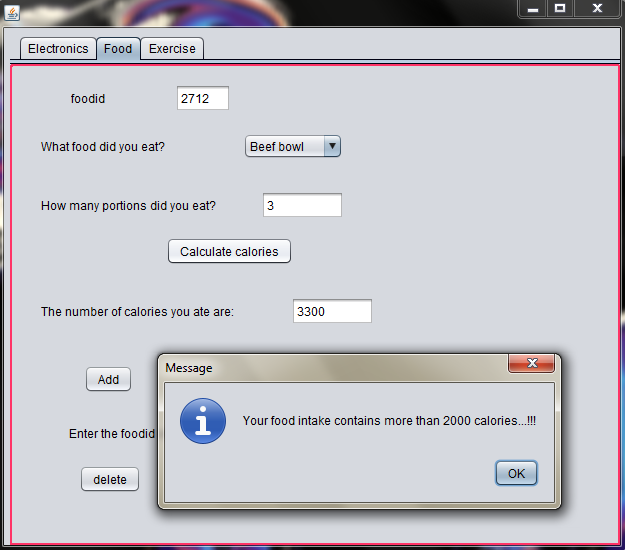 Electronics Food Exercise
foodid 2712
What food did you eat? Beef bowl
How many portions did you eat? 3
Calculate calories
The number of calories you ate are: 3300
Message
Add
Your food intake contains more than 2000 calories...!!!
Enter the foodid
OK
delete